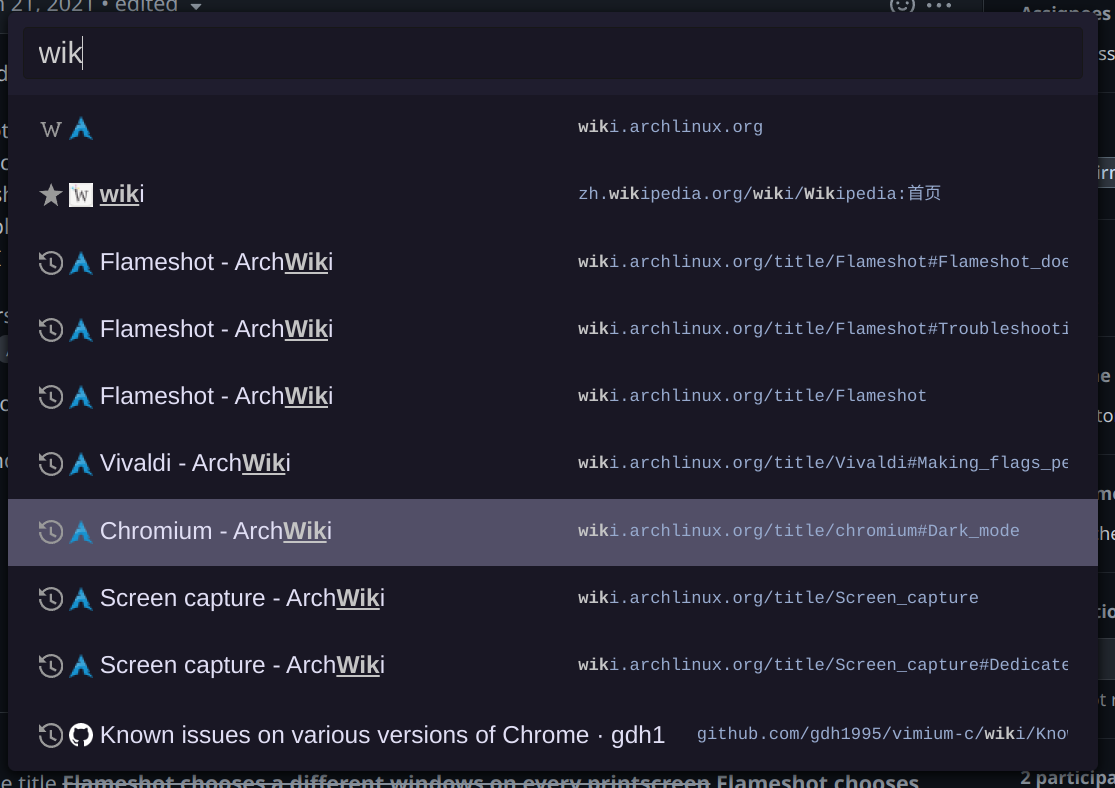 21, 2021 • edited
Assignees
wik
W wiki.archlinux.org
wiki zh.wikipedia.org/wiki/Wikipedia:首页
Flameshot - ArchWiki wiki.archlinux.org/title/Flameshot#Flameshot_doe
Flameshot - ArchWiki wiki.archlinux.org/title/Flameshot#Troubleshooti
Flameshot - ArchWiki wiki.archlinux.org/title/Flameshot
Vivaldi - ArchWiki wiki.archlinux.org/title/Vivaldi#Making_flags_pe
Chromium - ArchWiki wiki.archlinux.org/title/chromium#Dark_mode
Screen capture - ArchWiki wiki.archlinux.org/title/Screen_capture
Screen capture - ArchWiki wiki.archlinux.org/title/Screen_capture#Dedicate
Known issues on various versions of Chrome · gdh1 github.com/gdh1995/vimium-c/wiki/Kno
e title Flameshot chooses a different windows on every printscreen Flameshot chooses
2 participa